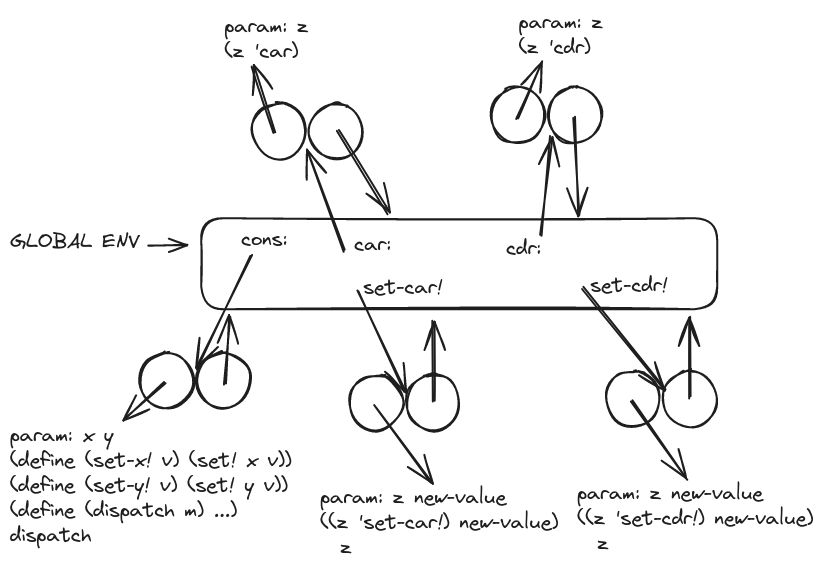 param: z
(z 'car)
param: z
(z 'cdr)
GLOBAL ENV
cons:
car:
cdr:
set-car!
set-cdr!
param: x y
(define (set-x! v) (set! x v))
(define (set-y! v) (set! y v))
(define (dispatch m) ...)
dispatch
param: z new-value
((z 'set-car!) new-value)
z
param: z new-value
((z 'set-cdr!) new-value)
z